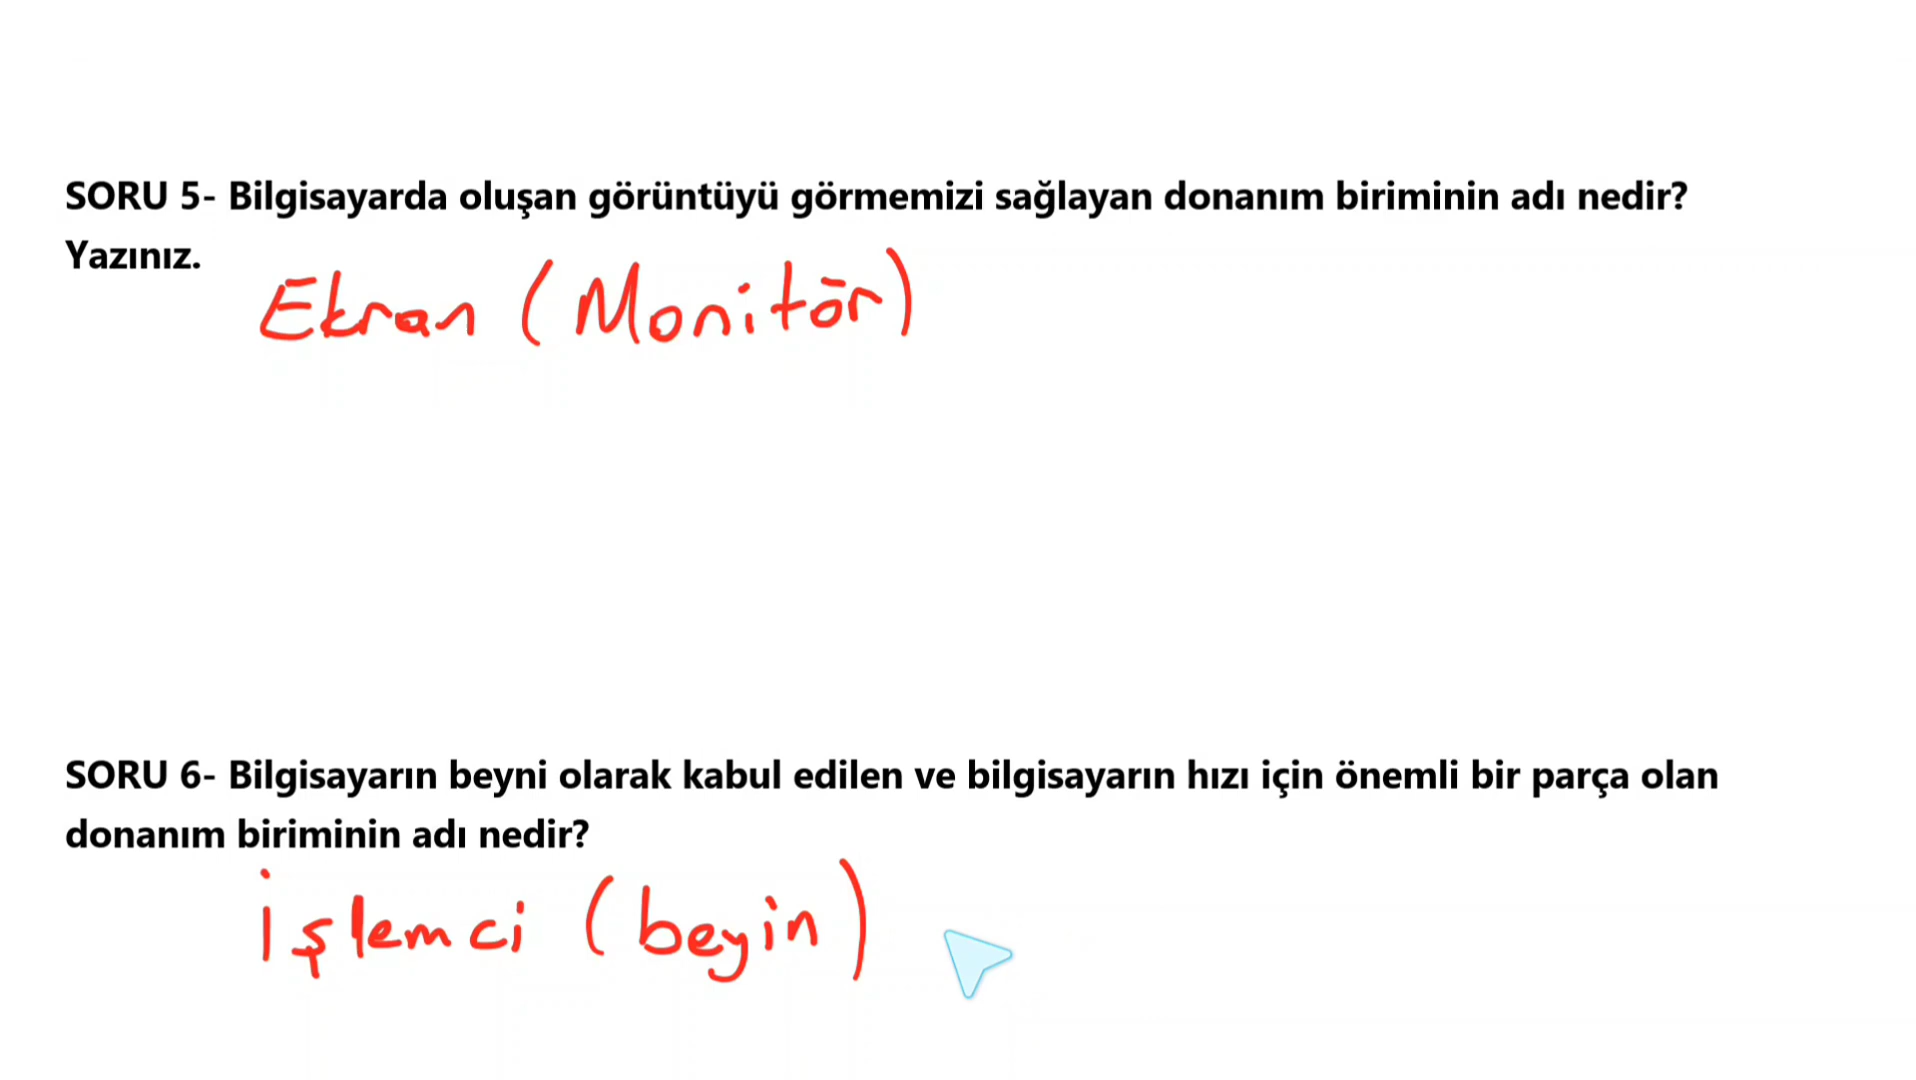 SORU 5- Bilgisayarda oluşan görüntüyü görmemizi sağlayan donanım biriminin adı nedir?
Yazınız.
Ekran (Monitör)
SORU 6- Bilgisayarın beyni olarak kabul edilen ve bilgisayarın hızı için önemli bir parça olan
donanım biriminin adı nedir?
İşlemci (beyin)